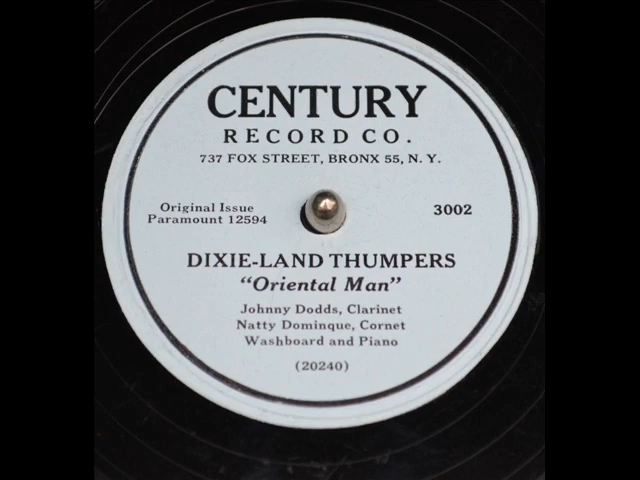 CENTURY
RECORD CO.
737 FOX STREET, BRONX 55, N. Y.
Original Issue
Paramount 12594
3002
DIXIE-LAND THUMPERS
"Oriental Man"
Johnny Dodds, Clarinet
Natty Dominque, Cornet
Washboard and Piano
(20240)